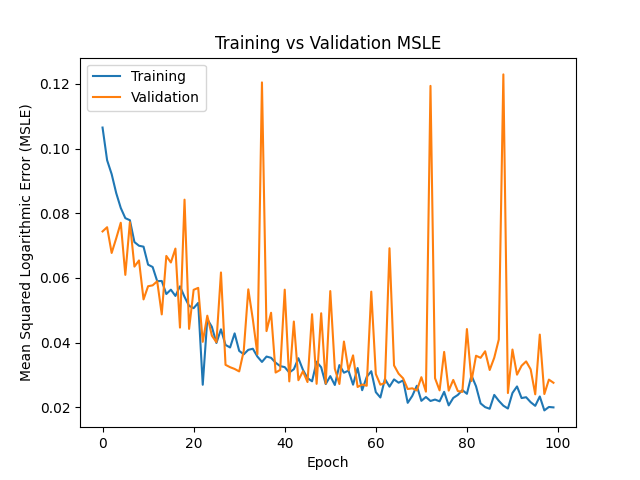 Training vs Validation MSLE
Training
Validation
Mean Squared Logarithmic Error (MSLE)
0.12
0.10
0.08
0.06
0.04
0.02
0 20 40 60 80 100
Epoch